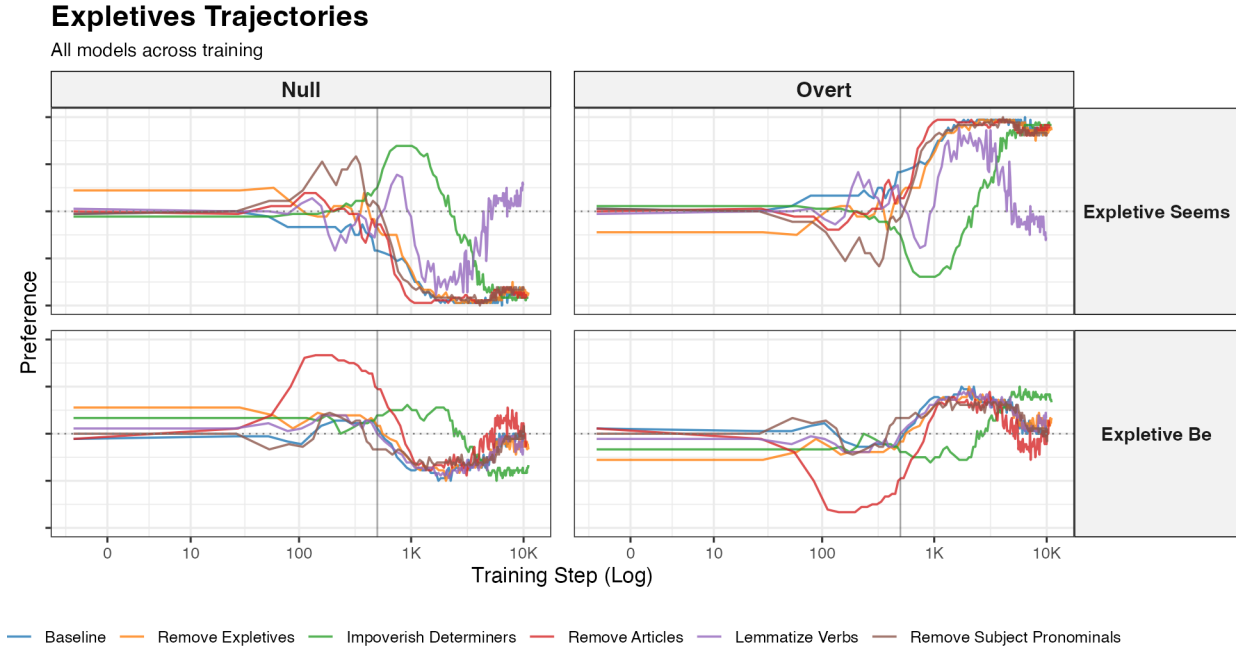 Expletives Trajectories
All models across training
Null
Overt
Expletive Seems
Expletive Be
Preference
0 10 100 1K 10K
0 10 100 1K 10K
Training Step (Log)
Baseline Remove Expletives Impoverish Determiners Remove Articles Lemmatize Verbs Remove Subject Pronominals